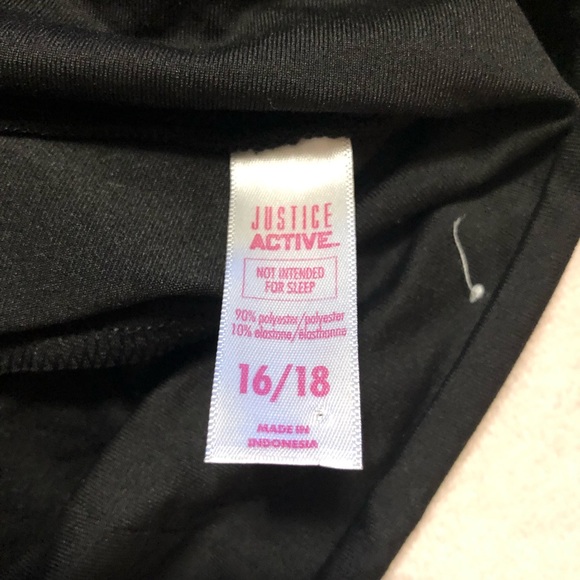 JUSTICE
ACTIVE
NOT INTENDED
FOR SLEEP
90% polyester/polyester
10% elastane/élasthanne
16/18
MADE IN
INDONESIA